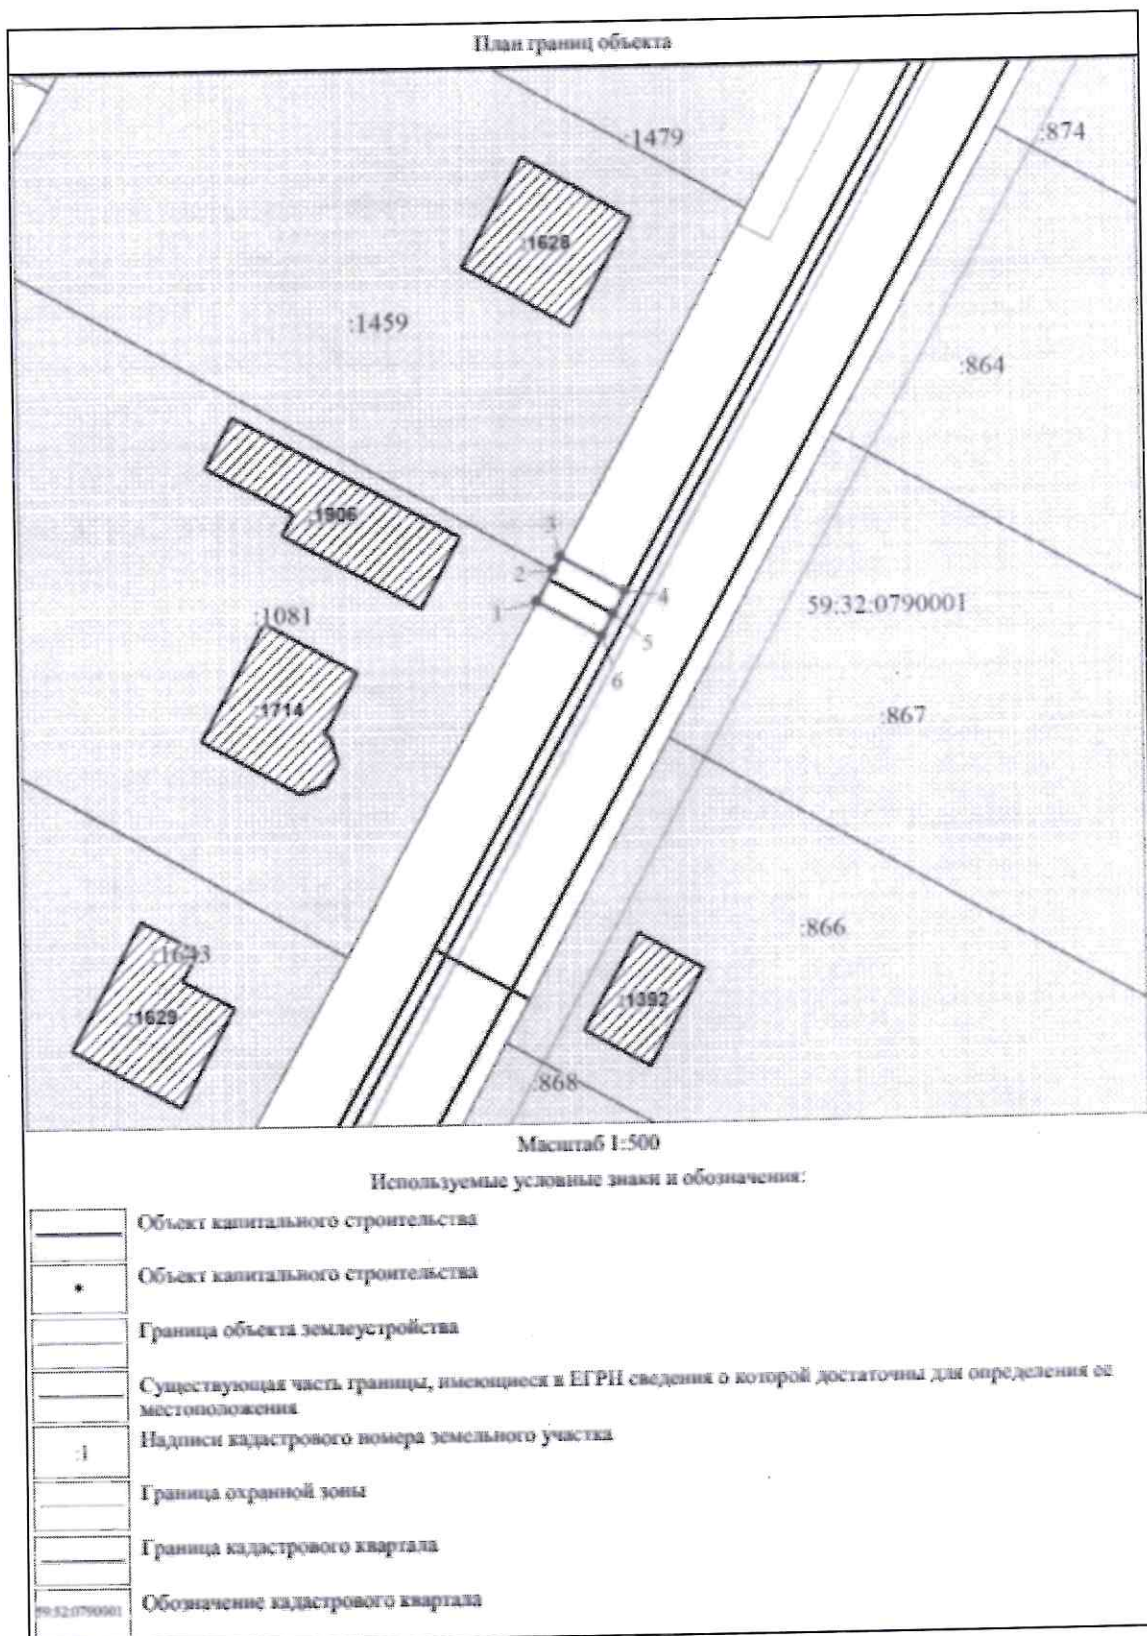 План границ объекта
:1479
:874
:1628
:1459
:864
:1906
3
2
4
1
59:32:0790001
:1081
5
6
:1714
:867
:866
:1643
:1392
:1629
:868
Масштаб 1:500
Используемые условные знаки и обозначения:
Объект капитального строительства
Объект капитального строительства
Граница объекта землеустройства
Существующая часть границы, имеющиеся в ЕГРН сведения о которой достаточны для определения ее
местоположения
:1
Надписи кадастрового номера земельного участка
Граница охранной зоны
Граница кадастрового квартала
59:32:0790001
Обозначение кадастрового квартала